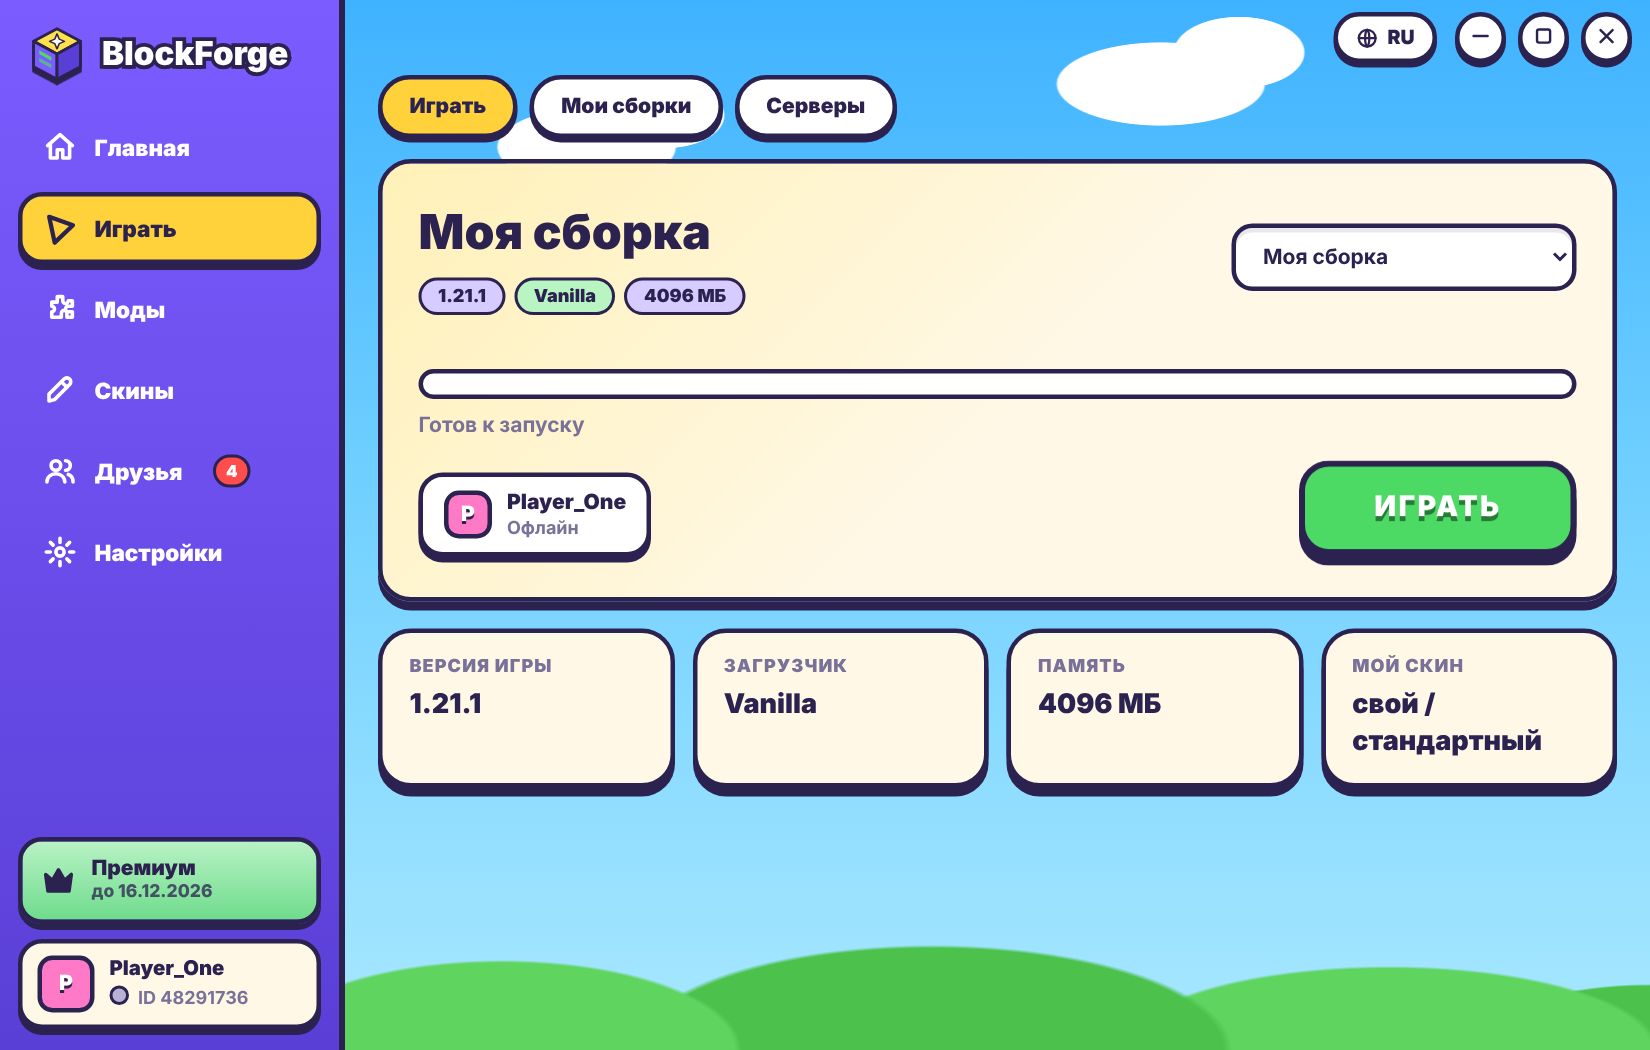 BlockForge
Главная
Играть
Моды
Скины
Друзья 4
Настройки
Премиум
до 16.12.2026
P
Player_One
ID 48291736
RU
Играть
Мои сборки
Серверы
Моя сборка
1.21.1
Vanilla
4096 МБ
Моя сборка
Готов к запуску
P
Player_One
Офлайн
ИГРАТЬ
ВЕРСИЯ ИГРЫ
1.21.1
ЗАГРУЗЧИК
Vanilla
ПАМЯТЬ
4096 МБ
МОЙ СКИН
свой /
стандартный